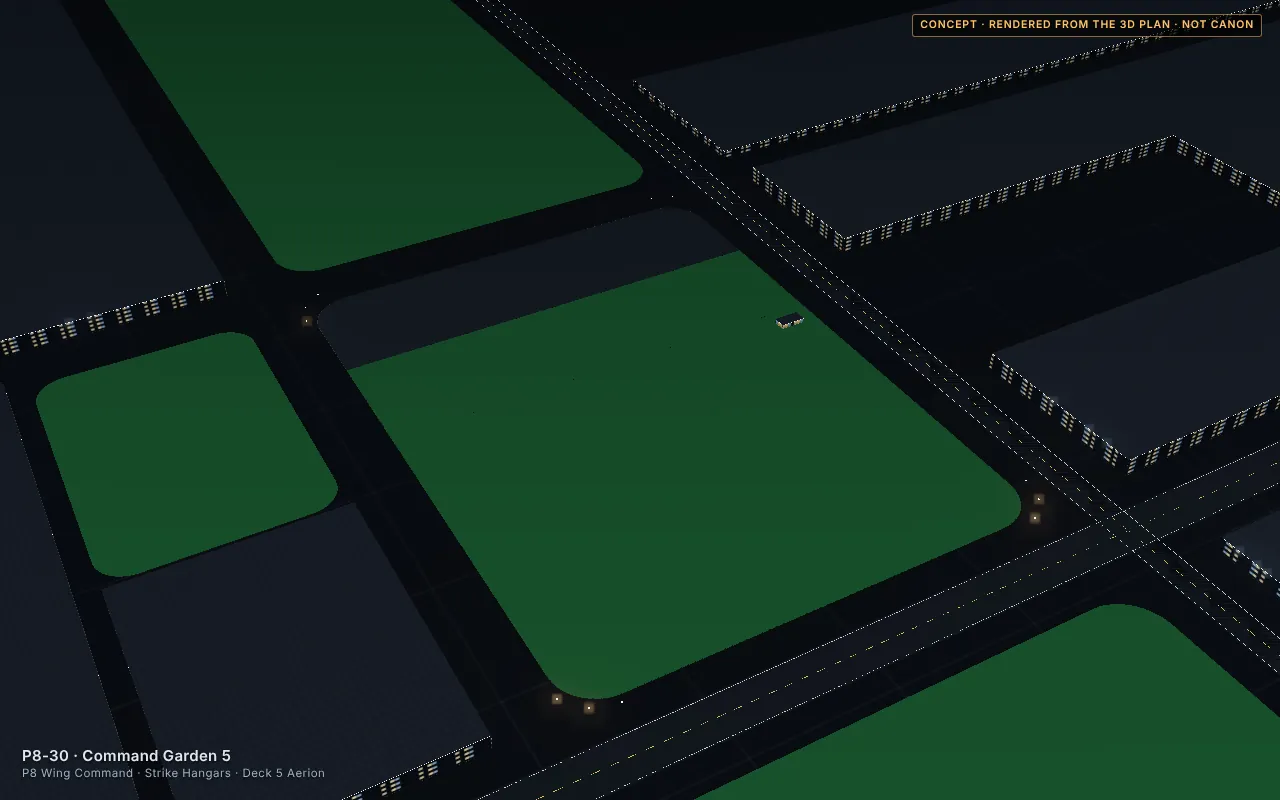 CONCEPT · RENDERED FROM THE 3D PLAN · NOT CANON
P8-30 · Command Garden 5
P8 Wing Command · Strike Hangars · Deck 5 Aerion